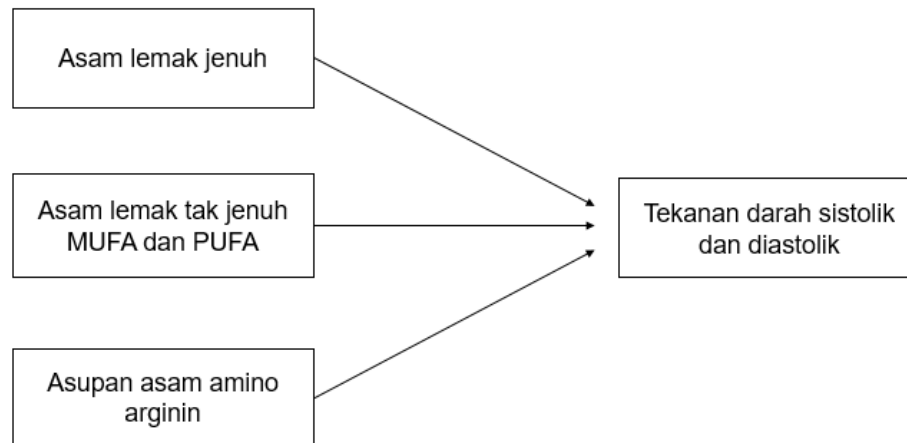 Asam lemak jenuh
Asam lemak tak jenuh
MUFA dan PUFA
Asupan asam amino
arginin
Tekanan darah sistolik
dan diastolik